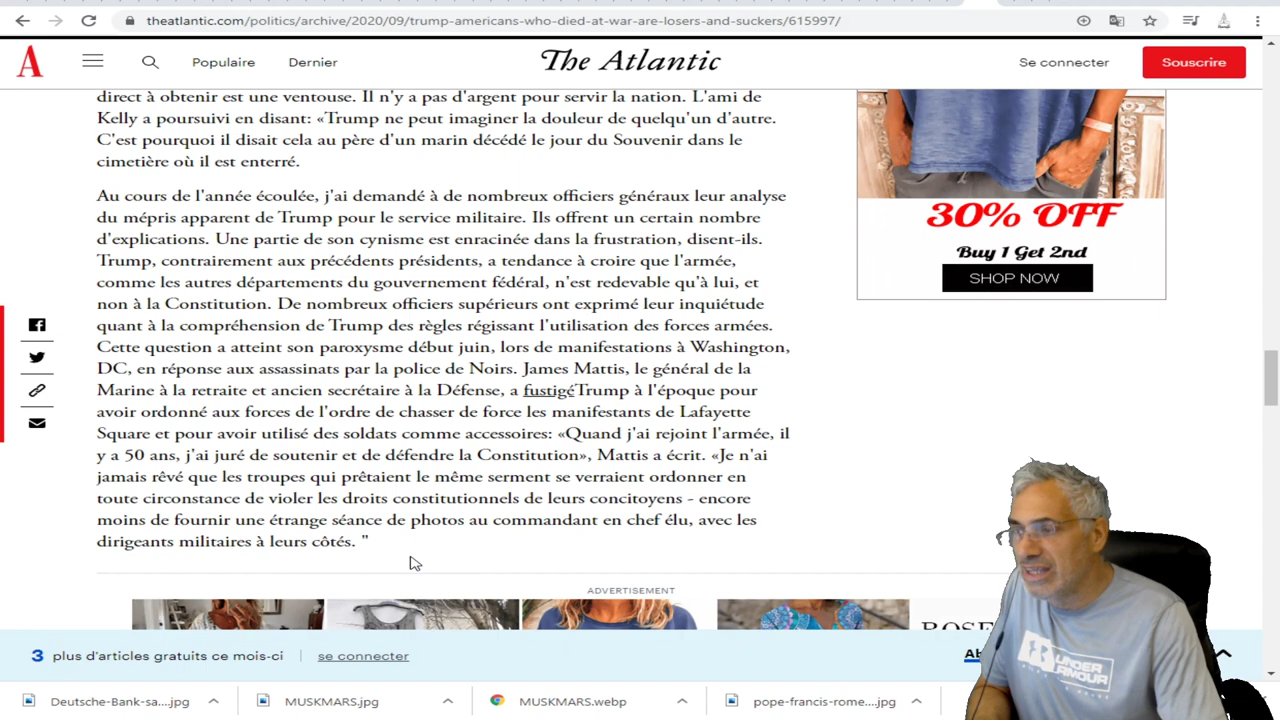 theatlantic.com/politics/archive/2020/09/trump-americans-who-died-at-war-are-losers-and-suckers/615997/
A
Populaire
Dernier
The Atlantic
Se connecter
Souscrire
direct à obtenir est une ventouse. Il n'y a pas d'argent pour servir la nation. L'ami de
Kelly a poursuivi en disant: «Trump ne peut imaginer la douleur de quelqu'un d'autre.
C'est pourquoi il disait cela au père d'un marin décédé le jour du Souvenir dans le
cimetière où il est enterré.
Au cours de l'année écoulée, j'ai demandé à de nombreux officiers généraux leur analyse
du mépris apparent de Trump pour le service militaire. Ils offrent un certain nombre
d'explications. Une partie de son cynisme est enracinée dans la frustration, disent-ils.
Trump, contrairement aux précédents présidents, a tendance à croire que l'armée,
comme les autres départements du gouvernement fédéral, n'est redevable qu'à lui, et
non à la Constitution. De nombreux officiers supérieurs ont exprimé leur inquiétude
quant à la compréhension de Trump des règles régissant l'utilisation des forces armées.
Cette question a atteint son paroxysme début juin, lors de manifestations à Washington,
DC, en réponse aux assassinats par la police de Noirs. James Mattis, le général de la
Marine à la retraite et ancien secrétaire à la Défense, a fustigéTrump à l'époque pour
avoir ordonné aux forces de l'ordre de chasser de force les manifestants de Lafayette
Square et pour avoir utilisé des soldats comme accessoires: «Quand j'ai rejoint l'armée, il
y a 50 ans, j'ai juré de soutenir et de défendre la Constitution», Mattis a écrit. «Je n'ai
jamais rêvé que les troupes qui prêtaient le même serment se verraient ordonner en
toute circonstance de violer les droits constitutionnels de leurs concitoyens - encore
moins de fournir une étrange séance de photos au commandant en chef élu, avec les
dirigeants militaires à leurs côtés. "
30% OFF
Buy 1 Get 2nd
SHOP NOW
ADVERTISEMENT
3 plus d'articles gratuits ce mois-ci
se connecter
UNDER
ARMOUR
Deutsche-Bank-sa....jpg
MUSKMARS.jpg
MUSKMARS.webp
pope-francis-rome....jpg